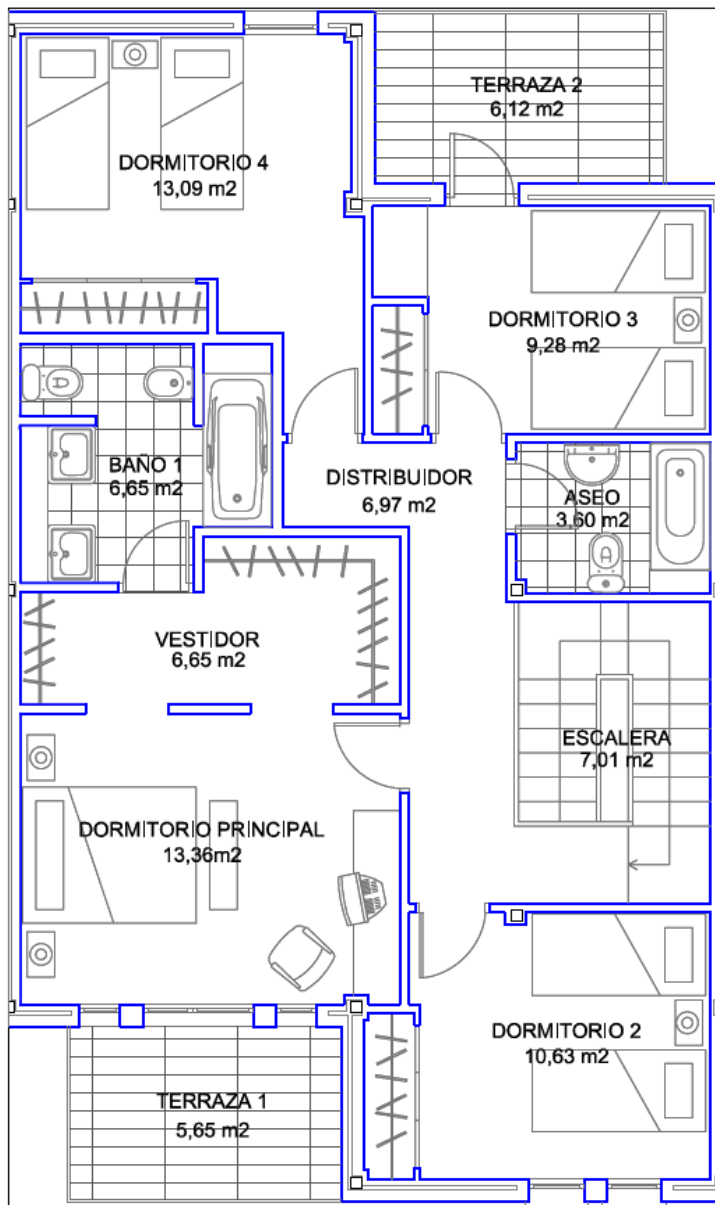 TERRAZA 2
6,12 m2
DORMITORIO 4
13,09 m2
DORMITORIO 3
9,28 m2
BAÑO 1
6,65 m2
DISTRIBUIDOR
6,97 m2
ASEO
3,60 m2
VESTIDOR
6,65 m2
ESCALERA
7,01 m2
DORMITORIO PRINCIPAL
13,36m2
DORMITORIO 2
10,63 m2
TERRAZA 1
5,65 m2